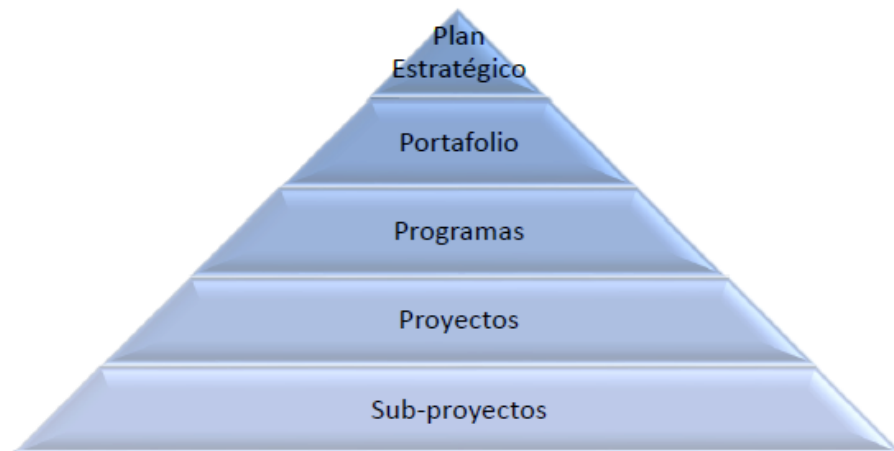 Plan
Estratégico
Portafolio
Programas
Proyectos
Sub-proyectos